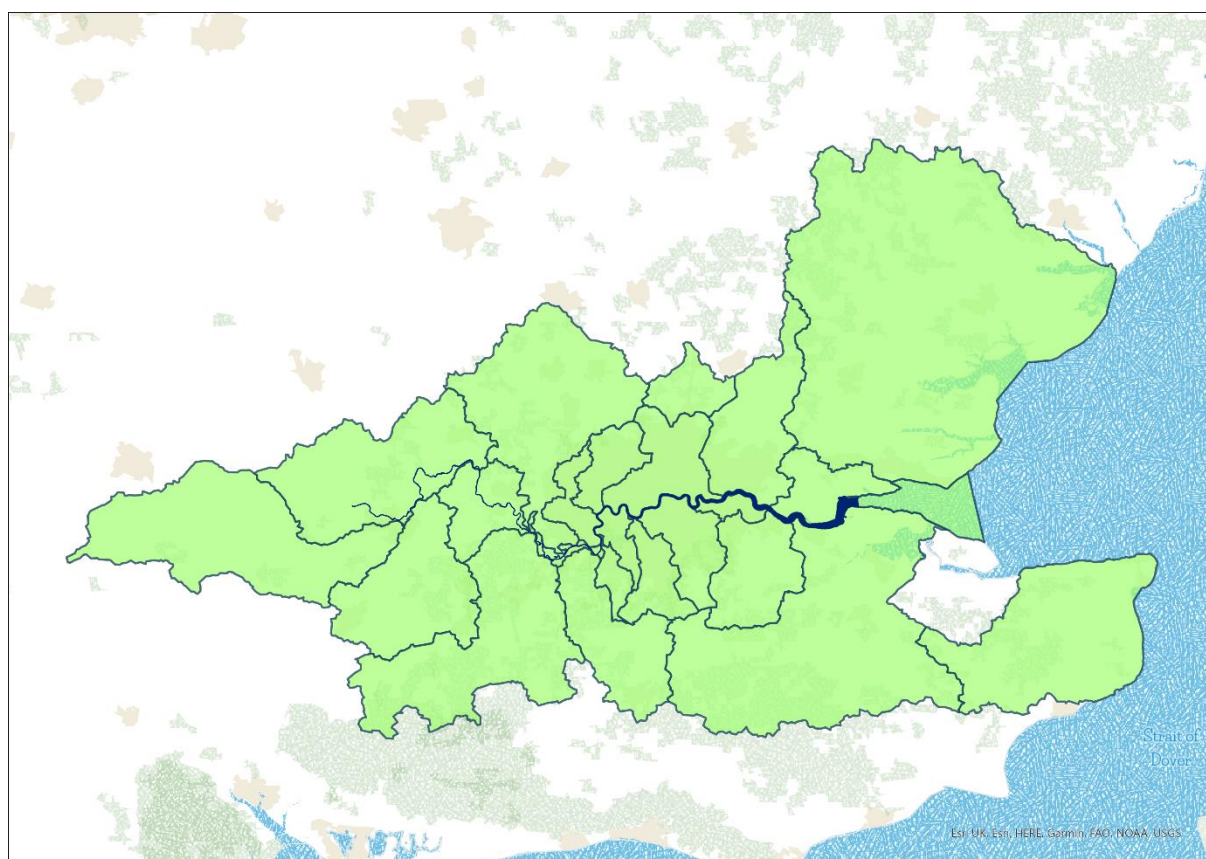 Strait of
Dover
Esri UK, Esri, HERE, Garmin, FAO, NOAA, USGS